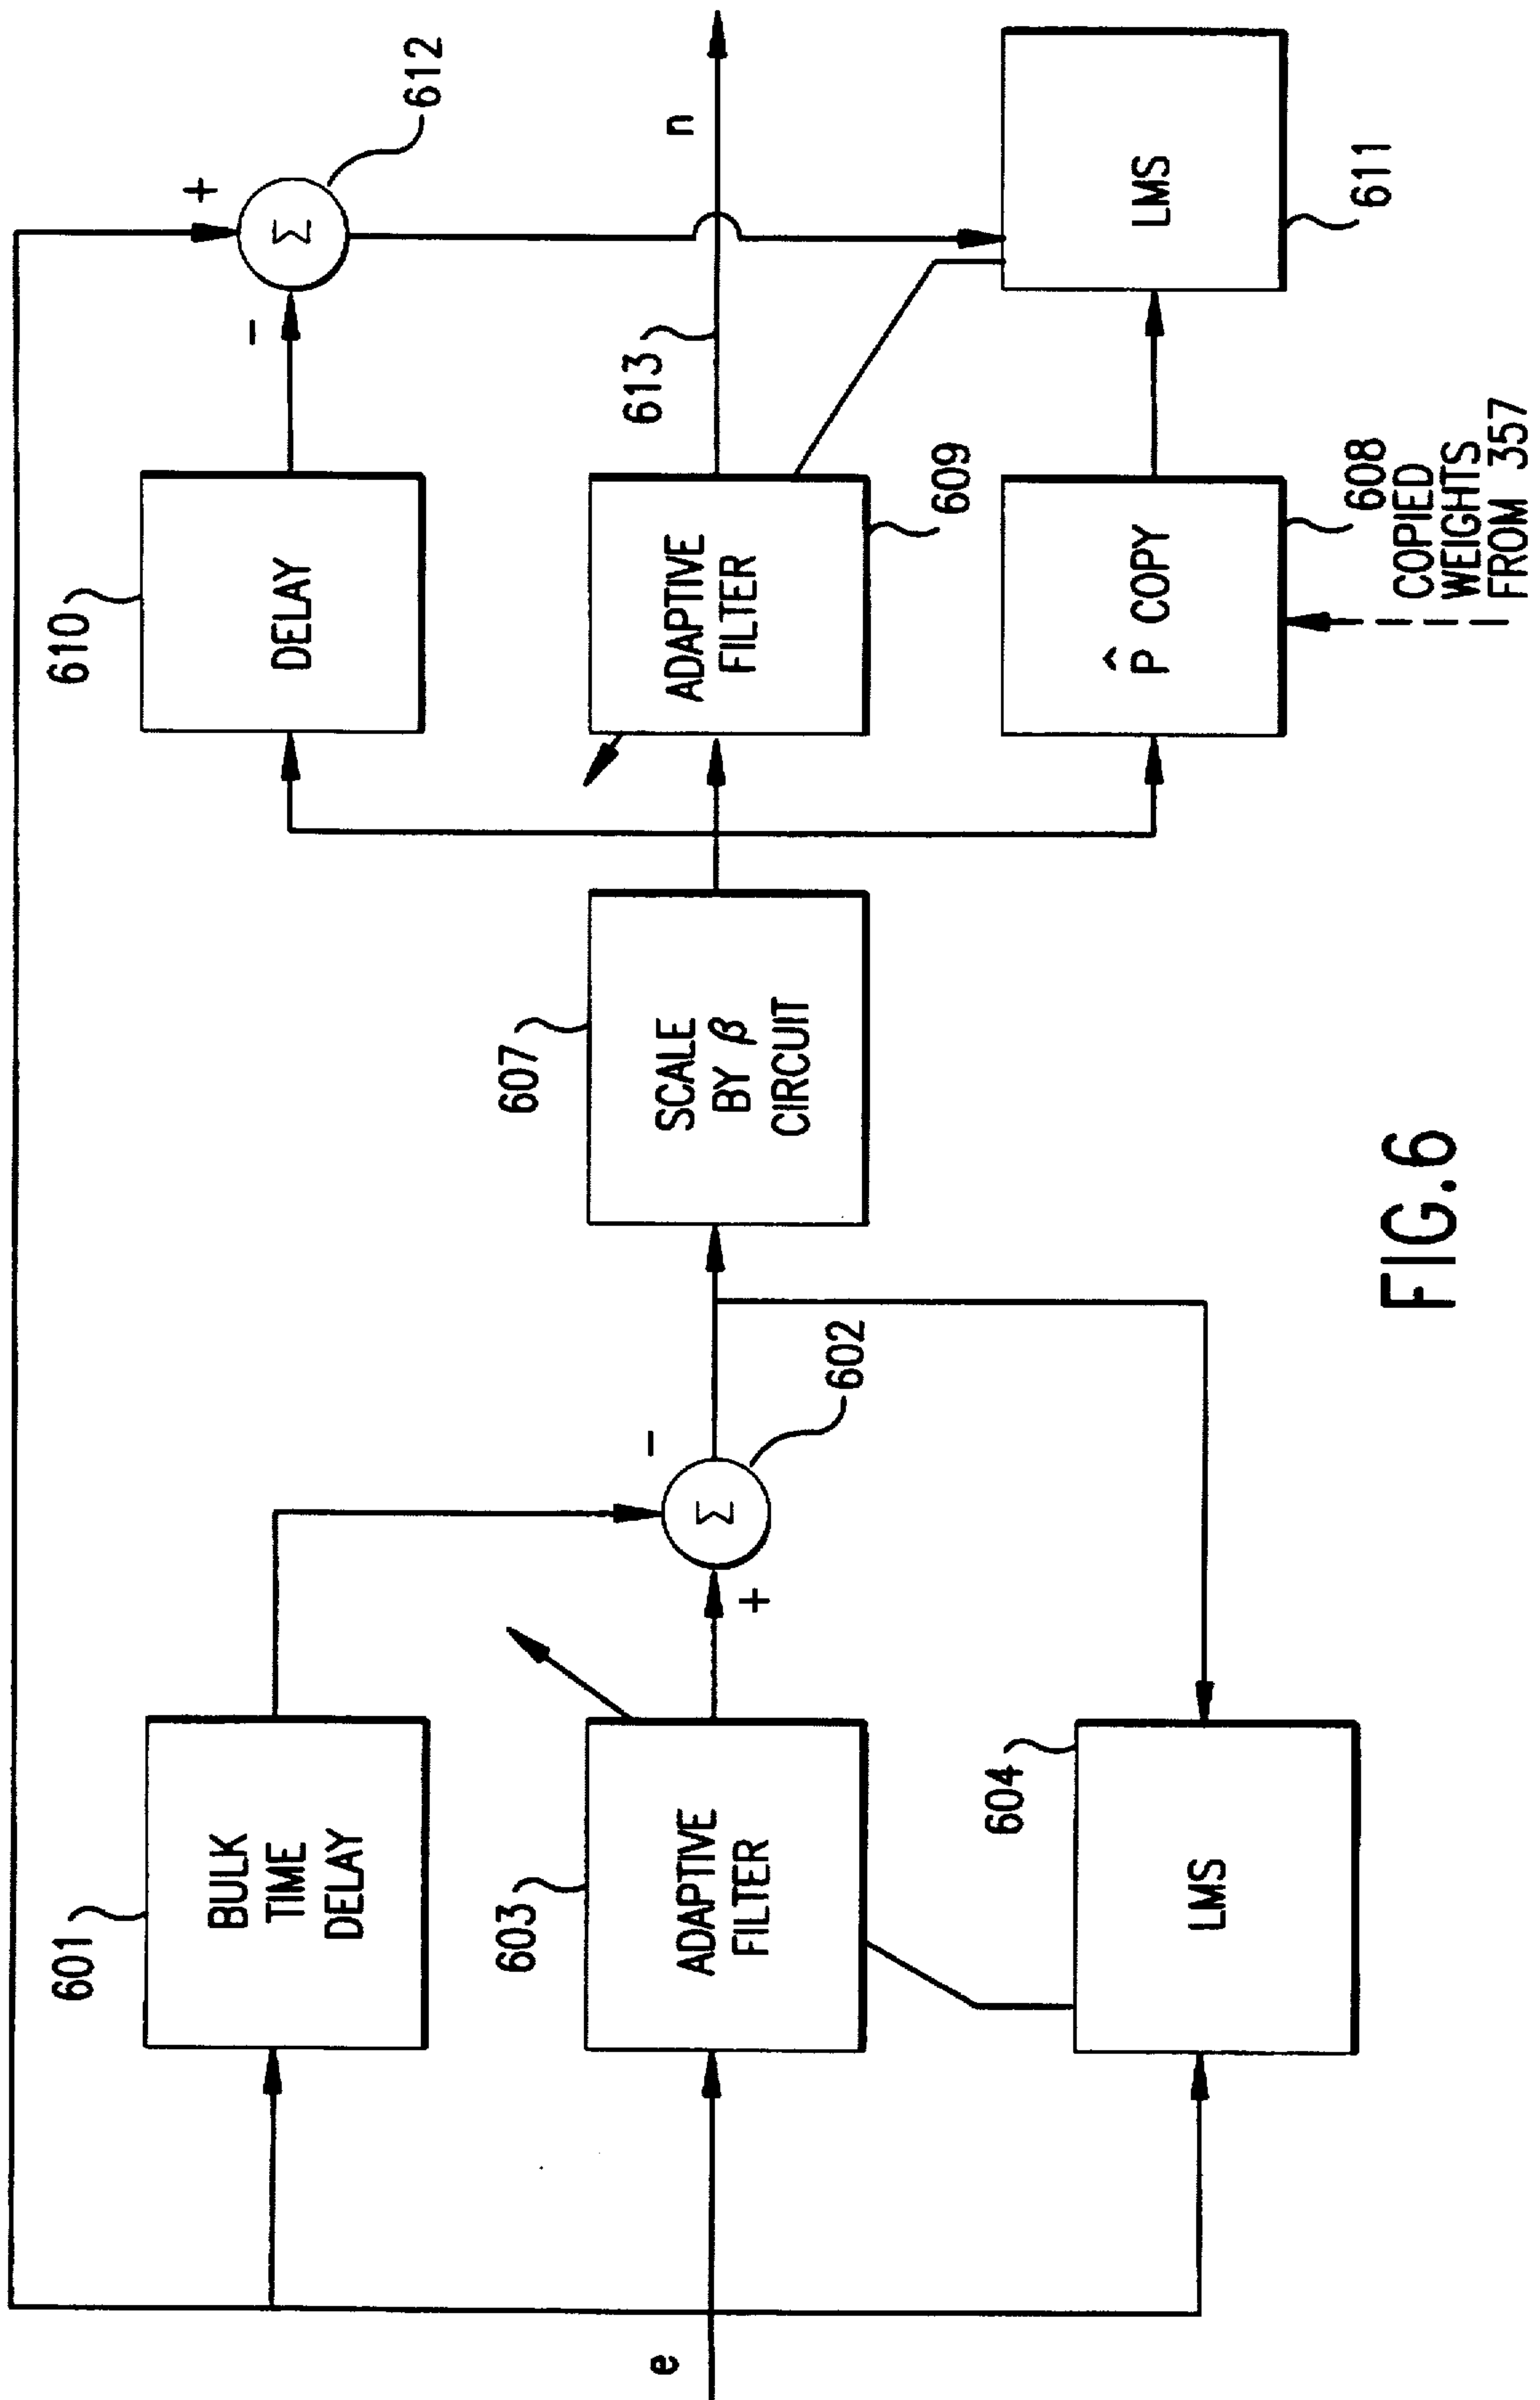 e
601
BULK
TIME
DELAY
603
ADAPTIVE
FILTER
604
LMS
+
-
Σ
602
607
SCALE
BY β
CIRCUIT
610
DELAY
ADAPTIVE
FILTER
609
P̂ COPY
608
COPIED
WEIGHTS
FROM 357
-
+
Σ
612
613
n
LMS
611
FIG.6